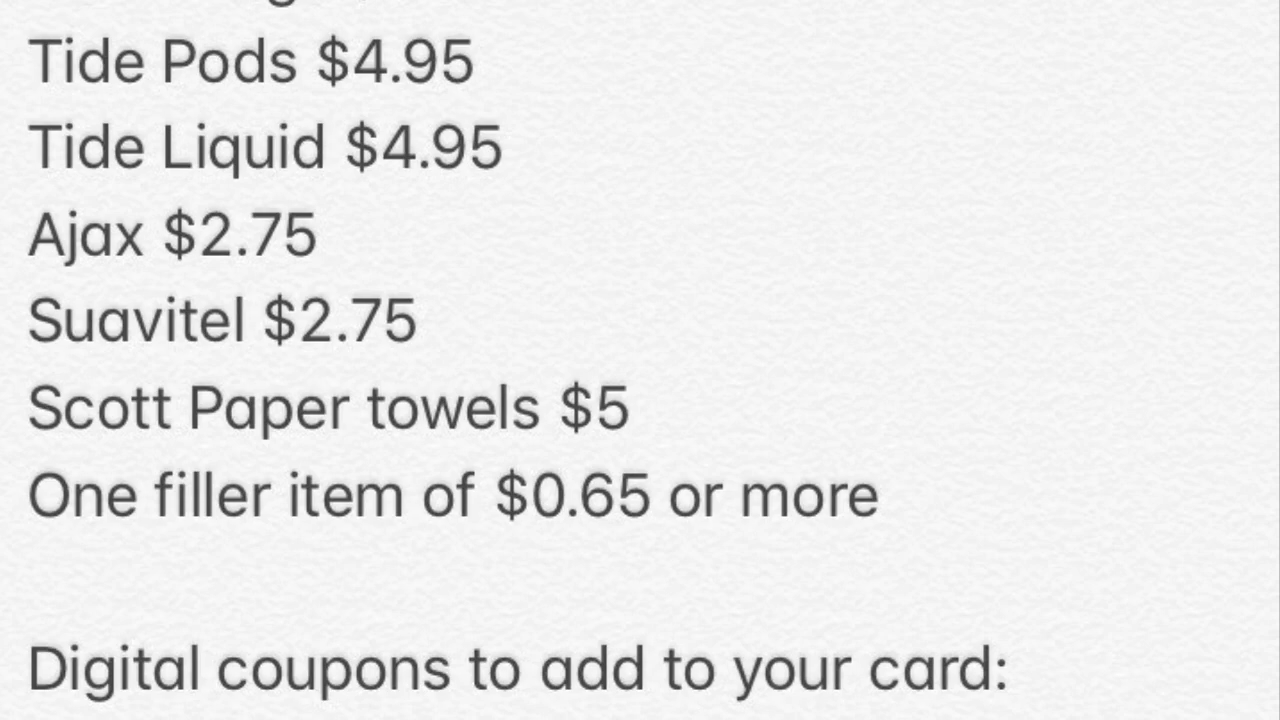 Tide Pods $4.95
Tide Liquid $4.95
Ajax $2.75
Suavitel $2.75
Scott Paper towels $5
One filler item of $0.65 or more
Digital coupons to add to your card: